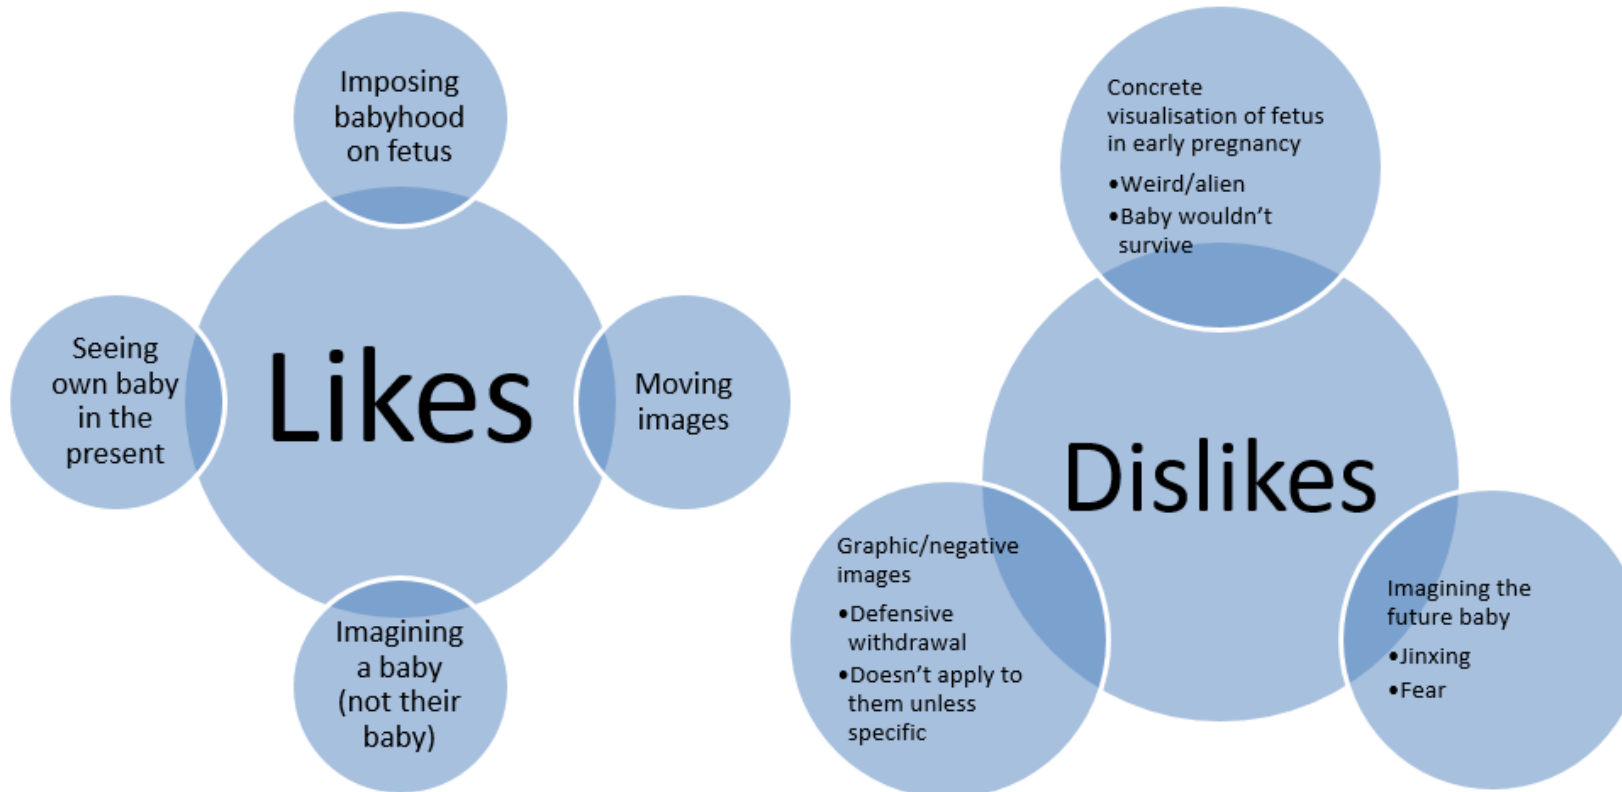 Imposing
babyhood
on fetus
Seeing
own baby
in the
present
Likes
Moving
images
Imagining
a baby
(not their
baby)
Concrete
visualisation of fetus
in early pregnancy
•Weird/alien
•Baby wouldn't
survive
Dislikes
Graphic/negative
images
•Defensive
withdrawal
•Doesn't apply to
them unless
specific
Imagining the
future baby
•Jinxing
•Fear